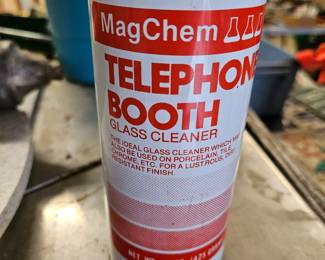 MagChem
TELEPHONE
BOOTH
GLASS CLEANER
THE IDEAL GLASS CLEANER WHICH MAY
ALSO BE USED ON PORCELAIN, TILE,
CHROME, ETC. FOR A LUSTROUS,
RESISTANT FINISH.
NET